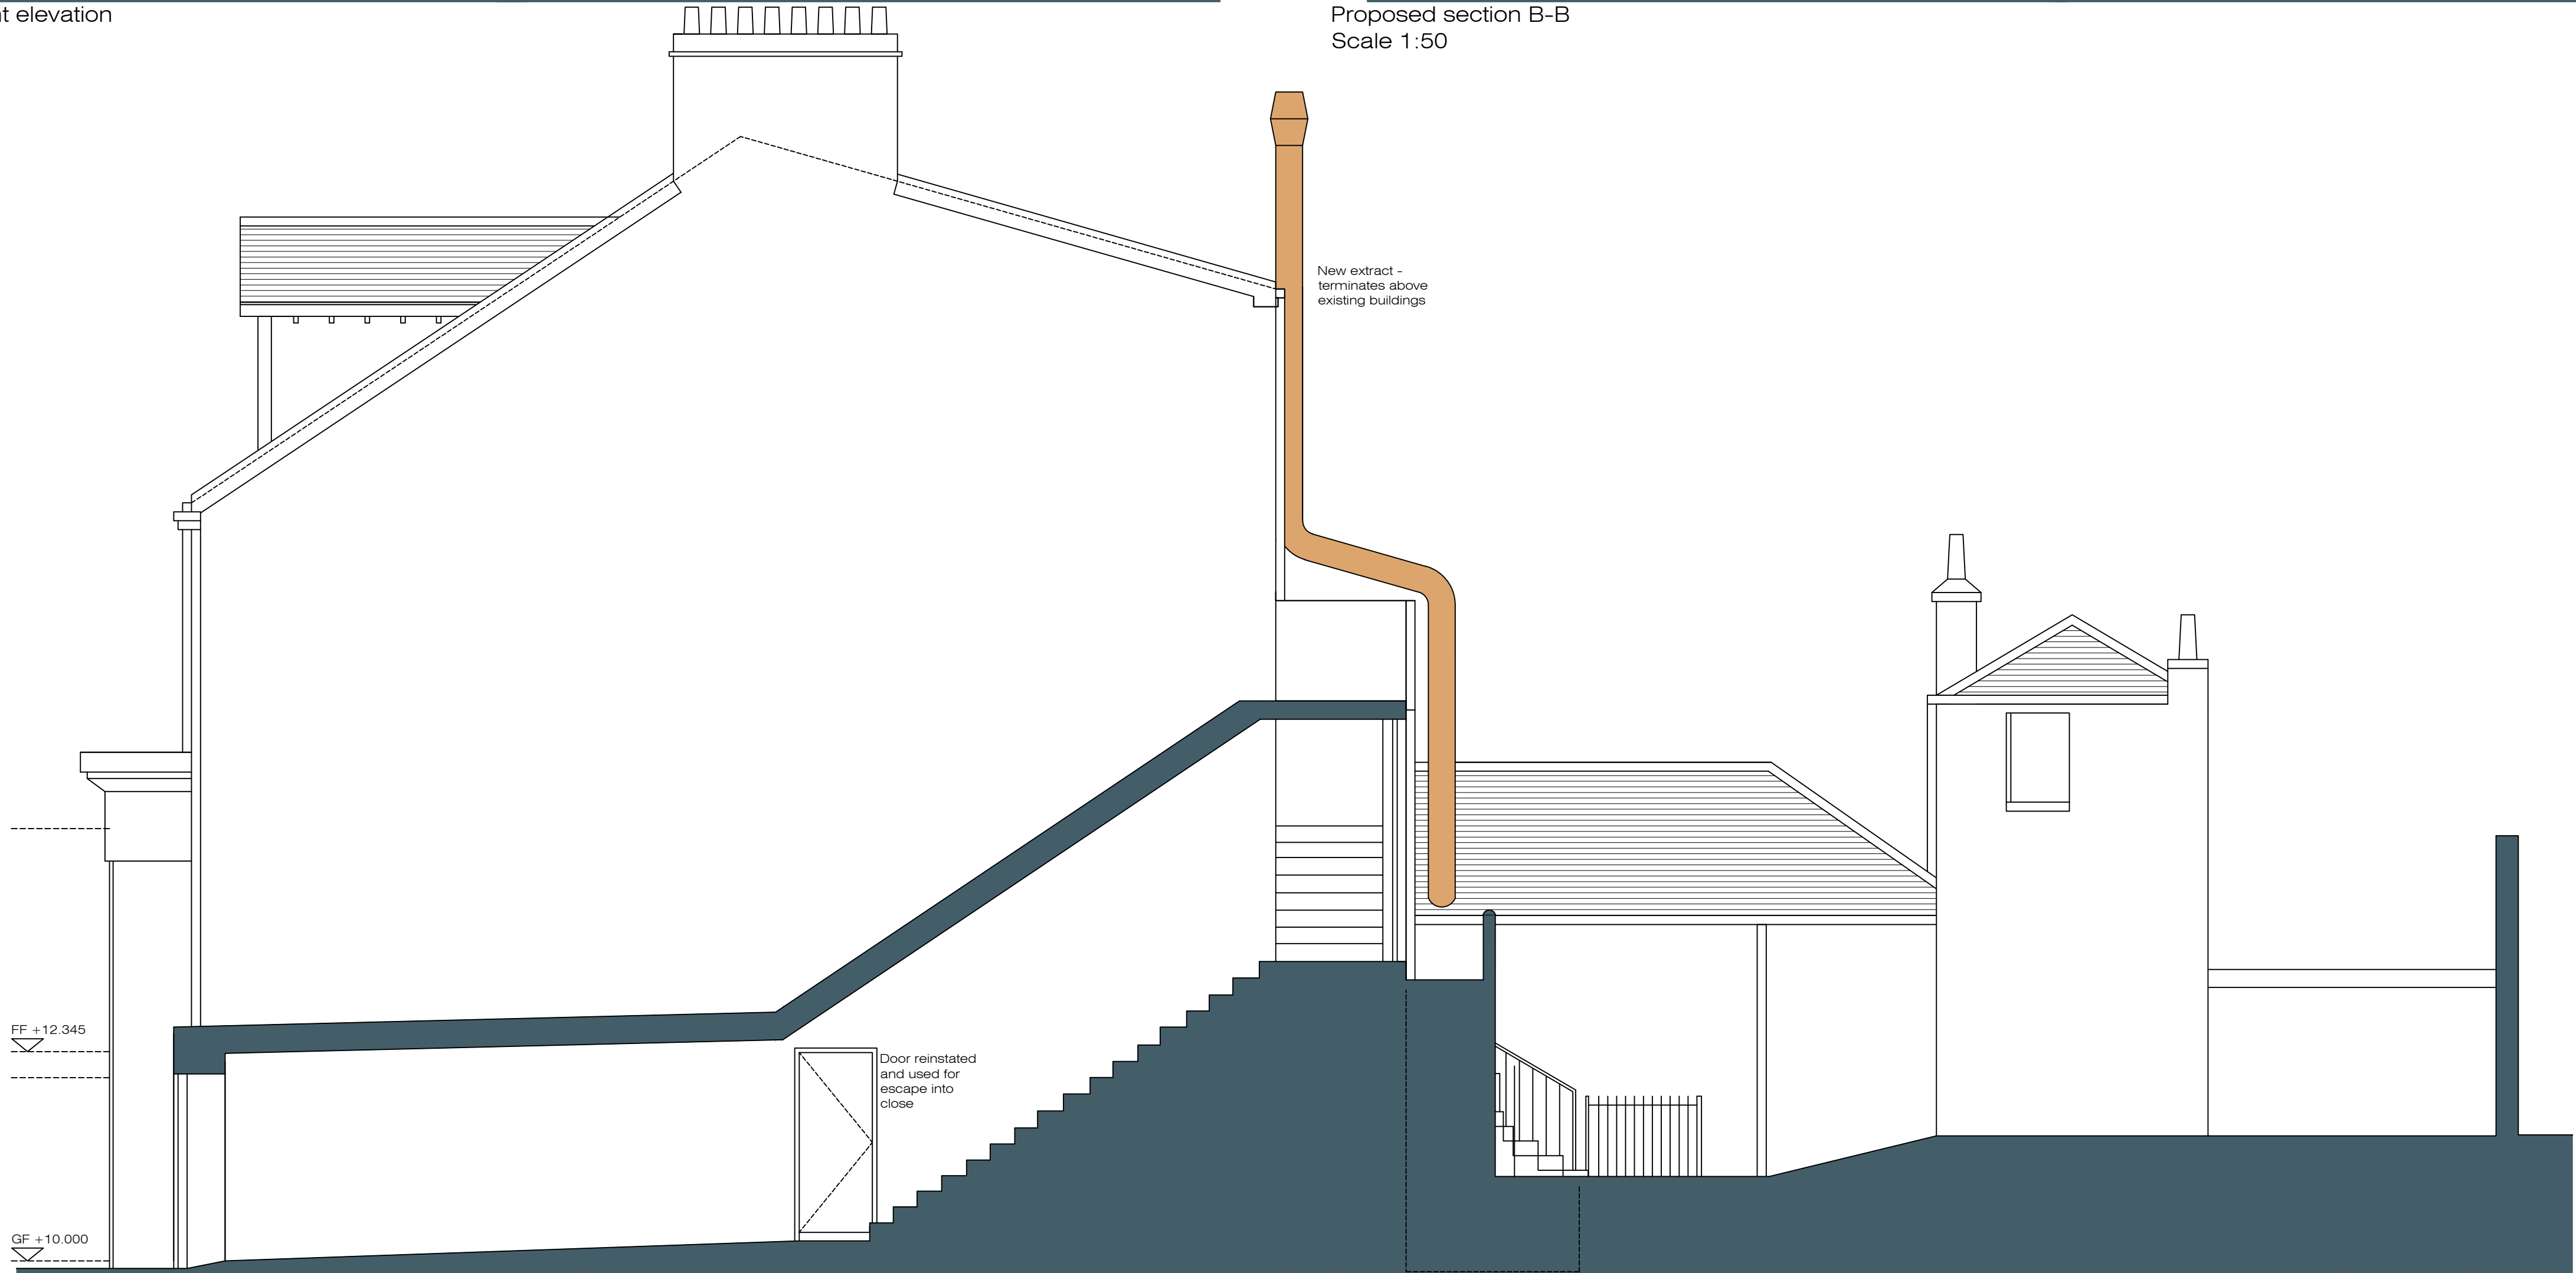 t elevation
Proposed section B-B
Scale 1:50
New extract -
terminates above
existing buildings
FF +12.345
Door reinstated
and used for
escape into
close
GF +10.000